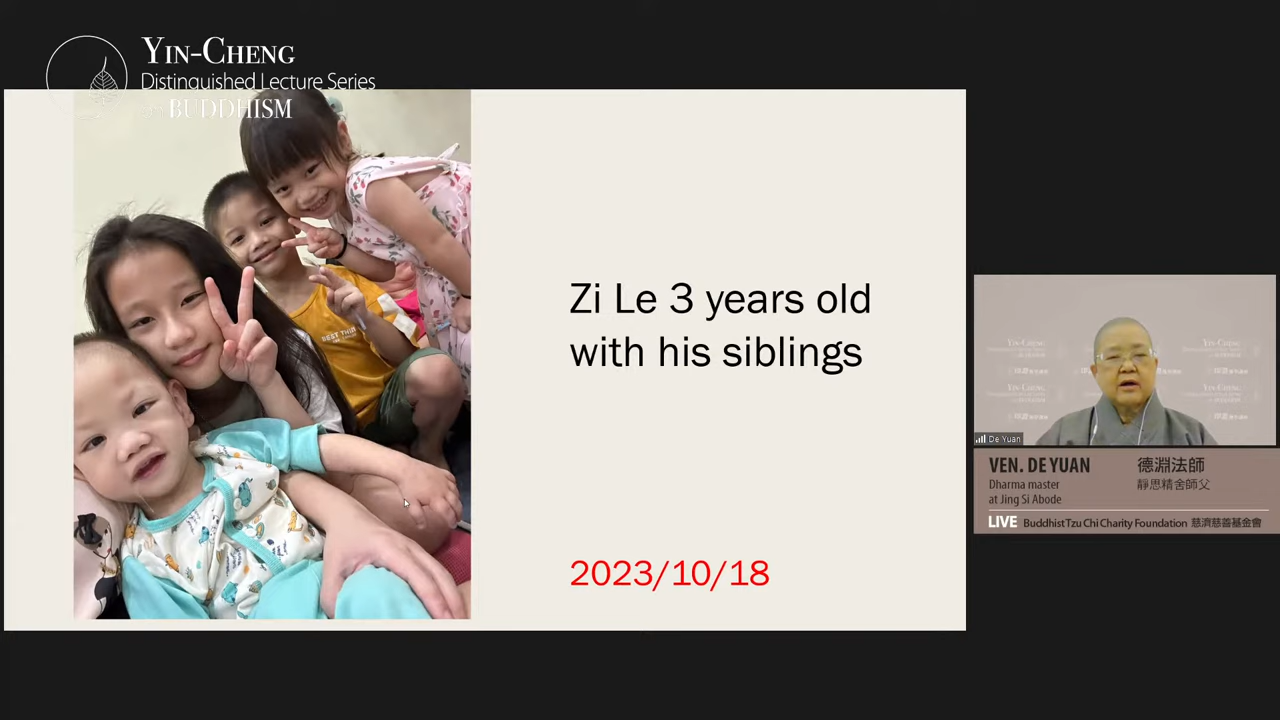 YIN-CHENG
Distinguished Lecture Series
BUDDHISM
BEST THIN
Zi Le 3 years old
with his siblings
2023/10/18
De Yuan
VEN. DE YUAN 德淵法師
Dharma master 靜思精舍師父
at Jing Si Abode
LIVE Buddhist Tzu Chi Charity Foundation 慈濟慈善基金會